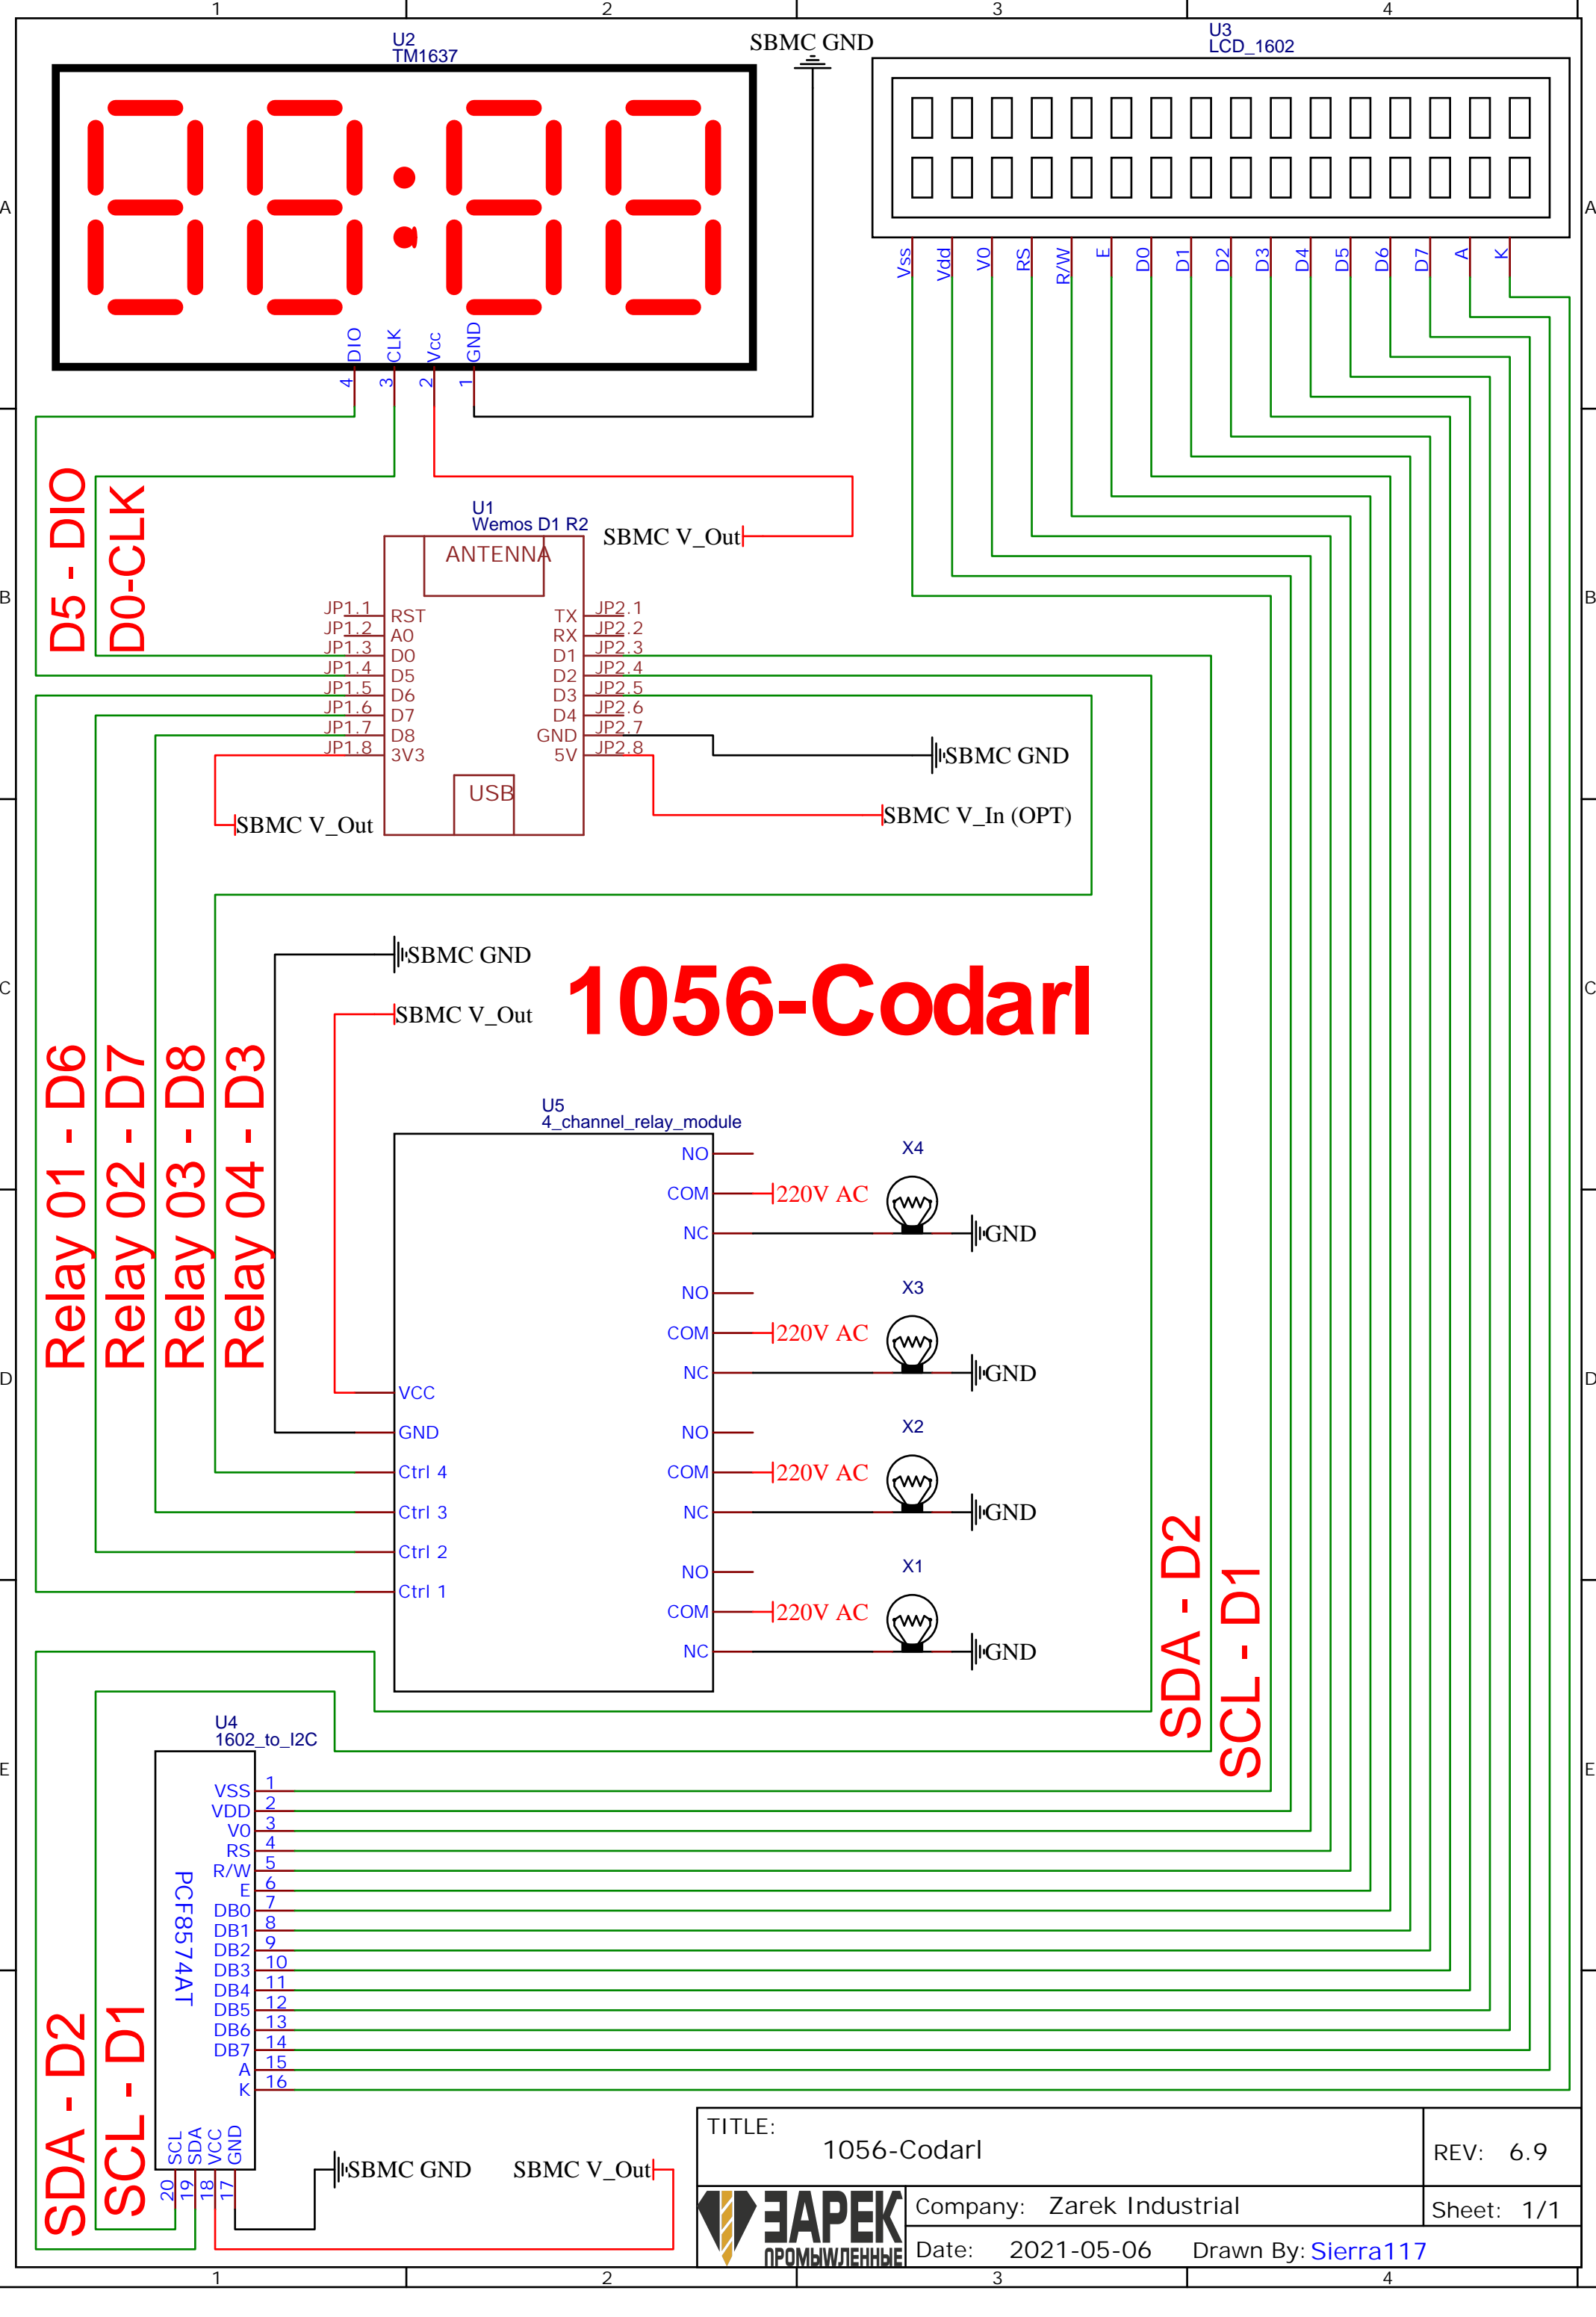 1 2 3 4
U2
TM1637
SBMC GND
U3
LCD_1602
A A
Vss Vdd V0 RS R/W E D0 D1 D2 D3 D4 D5 D6 D7 A K
DIO CLK Vcc GND
4 3 2 1
D5 - DIO
D0-CLK
U1
Wemos D1 R2
SBMC V_Out
ANTENNA
B B
JP1.1 RST TX JP2.1
JP1.2 A0 RX JP2.2
JP1.3 D0 D1 JP2.3
JP1.4 D5 D2 JP2.4
JP1.5 D6 D3 JP2.5
JP1.6 D7 D4 JP2.6
JP1.7 D8 GND JP2.7
JP1.8 3V3 5V JP2.8
SBMC GND
USB
SBMC V_Out
SBMC V_In (OPT)
SBMC GND
C C
SBMC V_Out
1056-Codarl
Relay 01 - D6
Relay 02 - D7
Relay 03 - D8
Relay 04 - D3
U5
4_channel_relay_module
NO
X4
COM 220V AC
NC GND
NO
X3
COM 220V AC
NC GND
D D
VCC
GND
Ctrl 4
Ctrl 3
Ctrl 2
Ctrl 1
NO
X2
COM 220V AC
NC GND
NO
X1
COM 220V AC
NC GND
SDA - D2
SCL - D1
U4
1602_to_I2C
E E
PCF8574AT
VSS 1
VDD 2
V0 3
RS 4
R/W 5
E 6
DB0 7
DB1 8
DB2 9
DB3 10
DB4 11
DB5 12
DB6 13
DB7 14
A 15
K 16
SDA - D2
SCL - D1
SCL SDA VCC GND
20 19 18 17
SBMC GND
SBMC V_Out
TITLE:
1056-Codarl
REV: 6.9
ЗАРЕК
ПРОМЫШЛЕННЫЕ
Company: Zarek Industrial
Sheet: 1/1
Date: 2021-05-06 Drawn By: Sierra117
1 2 3 4